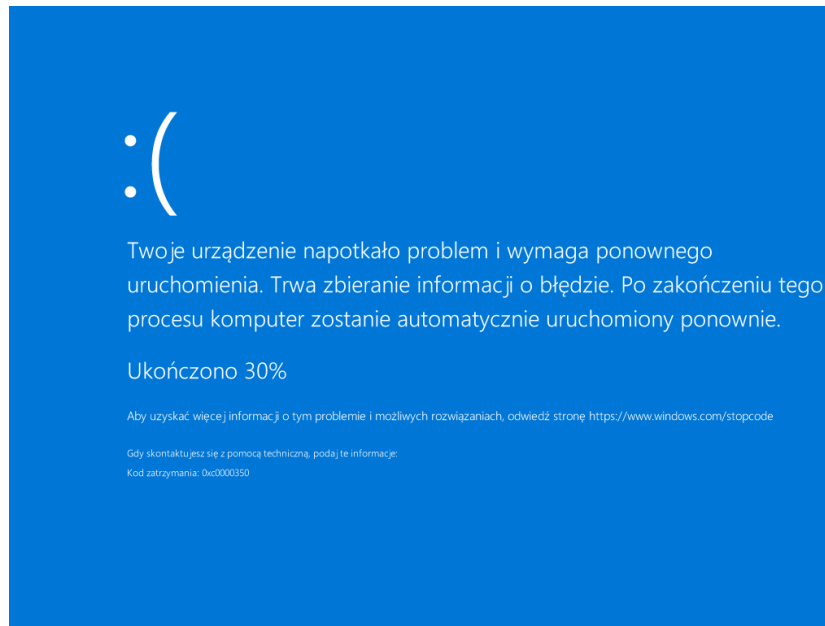 :(
Twoje urządzenie napotkało problem i wymaga ponownego
uruchomienia. Trwa zbieranie informacji o błędzie. Po zakończeniu tego
procesu komputer zostanie automatycznie uruchomiony ponownie.
Ukończono 30%
Aby uzyskać więcej informacji o tym problemie i możliwych rozwiązaniach, odwiedź stronę https://www.windows.com/stopcode
Gdy skontaktujesz się z pomocą techniczną, podaj te informacje:
Kod zatrzymania: 0xc0000350